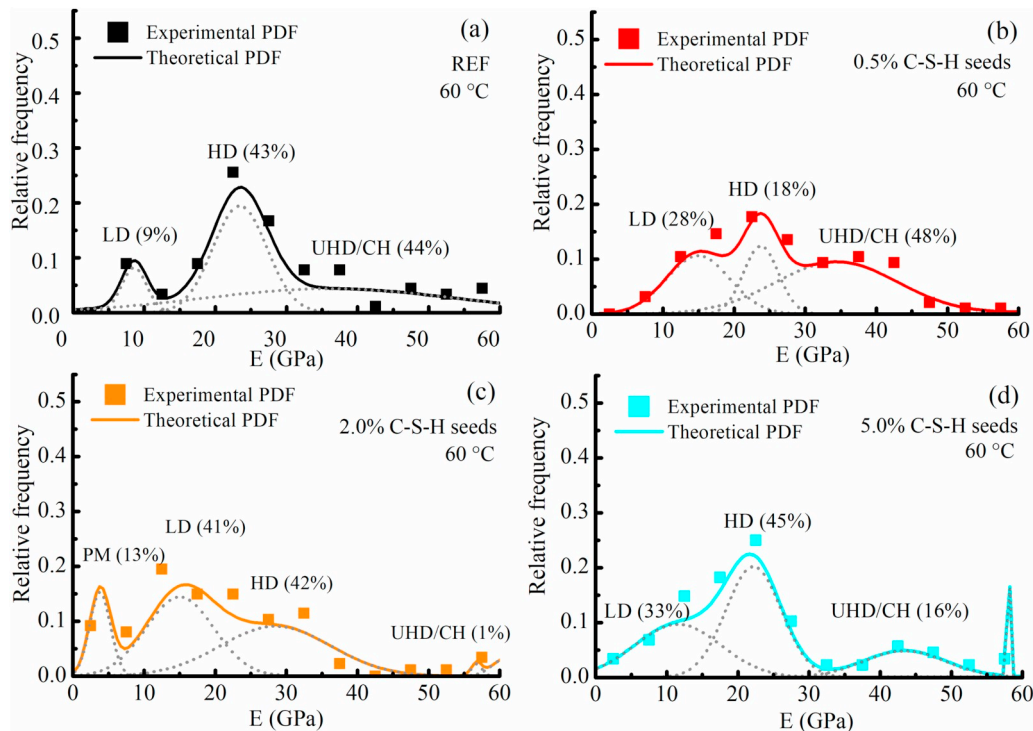 (a)
Experimental PDF
Theoretical PDF
REF
60 °C
HD (43%)
LD (9%)
UHD/CH (44%)
Relative frequency
0.5
0.4
0.3
0.2
0.1
0.0
0 10 20 30 40 50 60
E (GPa)
(b)
Experimental PDF
Theoretical PDF
0.5% C-S-H seeds
60 °C
HD (18%)
LD (28%)
UHD/CH (48%)
Relative frequency
0.5
0.4
0.3
0.2
0.1
0.0
0 10 20 30 40 50 60
E (GPa)
(c)
Experimental PDF
Theoretical PDF
2.0% C-S-H seeds
60 °C
LD (41%)
PM (13%)
HD (42%)
UHD/CH (1%)
Relative frequency
0.5
0.4
0.3
0.2
0.1
0.0
0 10 20 30 40 50 60
E (GPa)
(d)
Experimental PDF
Theoretical PDF
5.0% C-S-H seeds
60 °C
HD (45%)
LD (33%)
UHD/CH (16%)
Relative frequency
0.5
0.4
0.3
0.2
0.1
0.0
0 10 20 30 40 50 60
E (GPa)